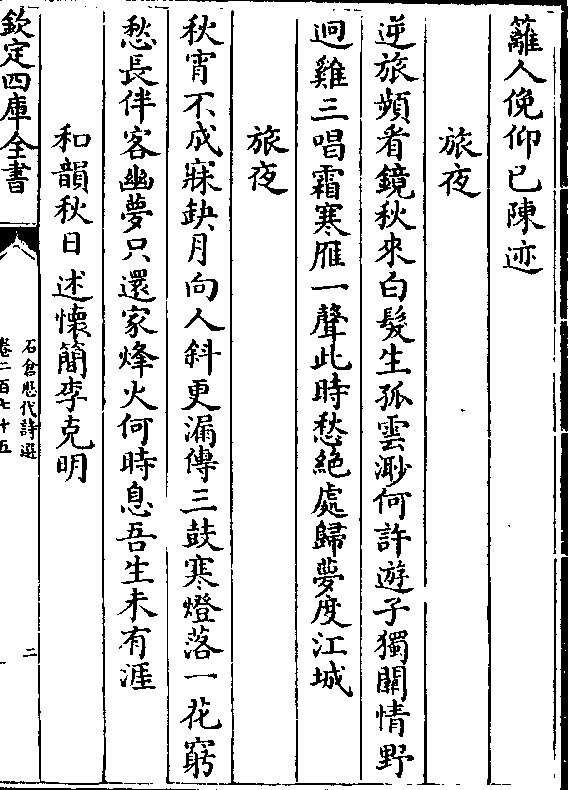 籬人俛仰已陳迹
旅夜
逆旅頻看鏡秋來白髮生孤雲渺何許遊子獨關情野
迥雞三唱霜寒雁一聲此時愁絶處歸夢度江城
旅夜
秋宵不成寐缺月向人斜更漏傳三鼓寒燈落一花窮
愁長伴客幽夢只還家烽火何時息吾生未有涯
和韻秋日述懷簡李克明
欽定四庫全書
石倉歷代詩選
卷二百七十五
二